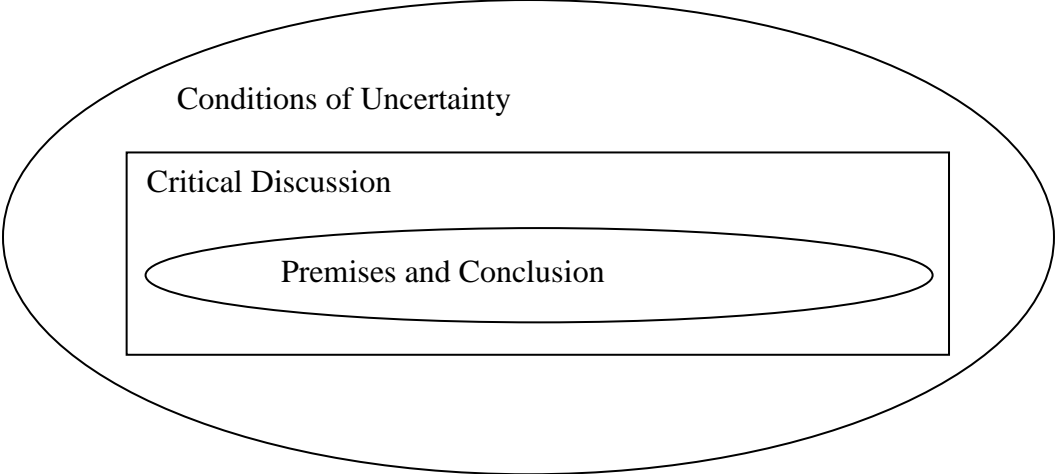 Conditions of Uncertainty
Critical Discussion
Premises and Conclusion